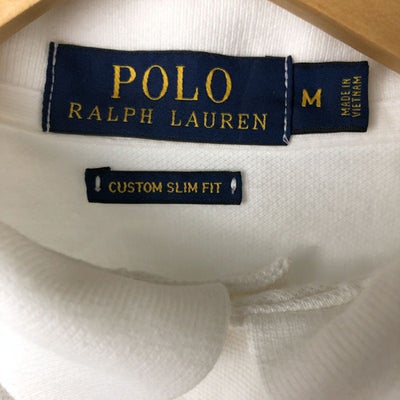 POLO
RALPH LAUREN
M
MADE IN
VIETNAM
CUSTOM SLIM FIT